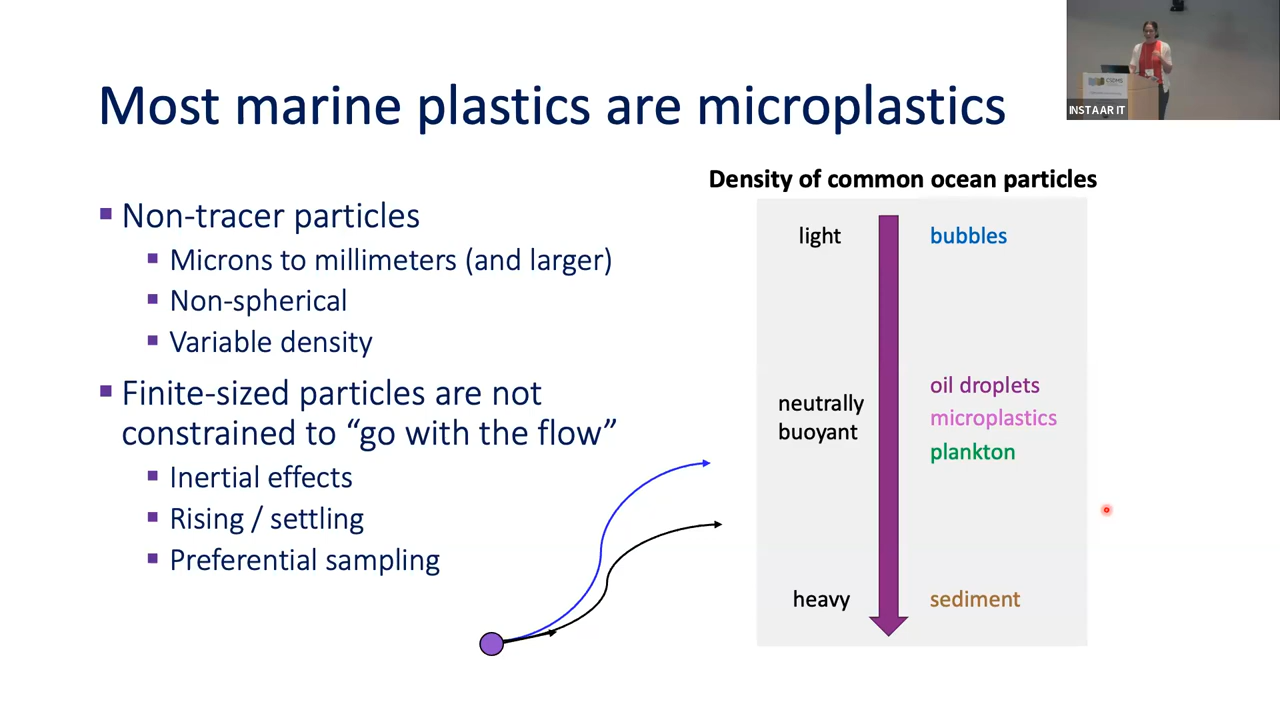 Most marine plastics are microplastics
INSTAAR IT
Non-tracer particles
Microns to millimeters (and larger)
Non-spherical
Variable density
Finite-sized particles are not
constrained to “go with the flow”
Inertial effects
Rising / settling
Preferential sampling
Density of common ocean particles
light
bubbles
neutrally
buoyant
oil droplets
microplastics
plankton
heavy
sediment